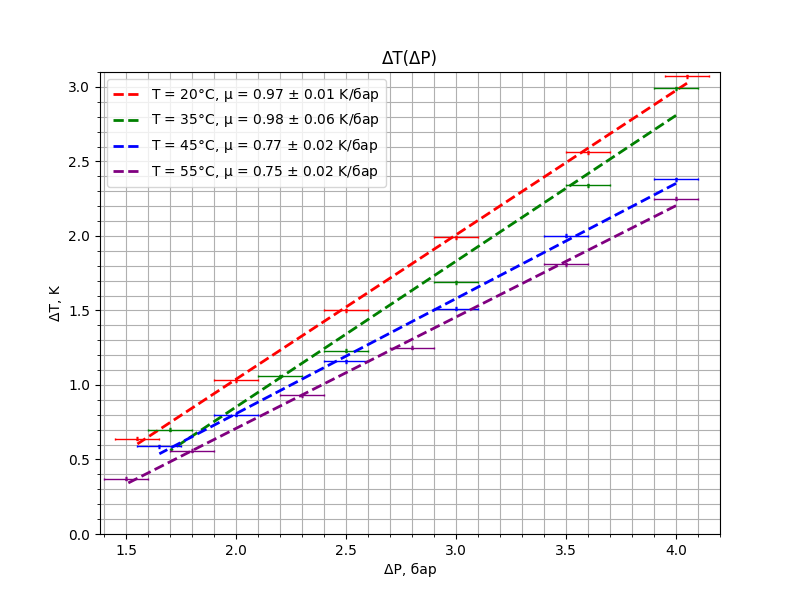 ΔT(ΔP)
T = 20°C, μ = 0.97 ± 0.01 K/бар
T = 35°C, μ = 0.98 ± 0.06 K/бар
T = 45°C, μ = 0.77 ± 0.02 K/бар
T = 55°C, μ = 0.75 ± 0.02 K/бар
3.0
2.5
2.0
1.5
1.0
0.5
0.0
ΔT, K
1.5 2.0 2.5 3.0 3.5 4.0
ΔP, бар